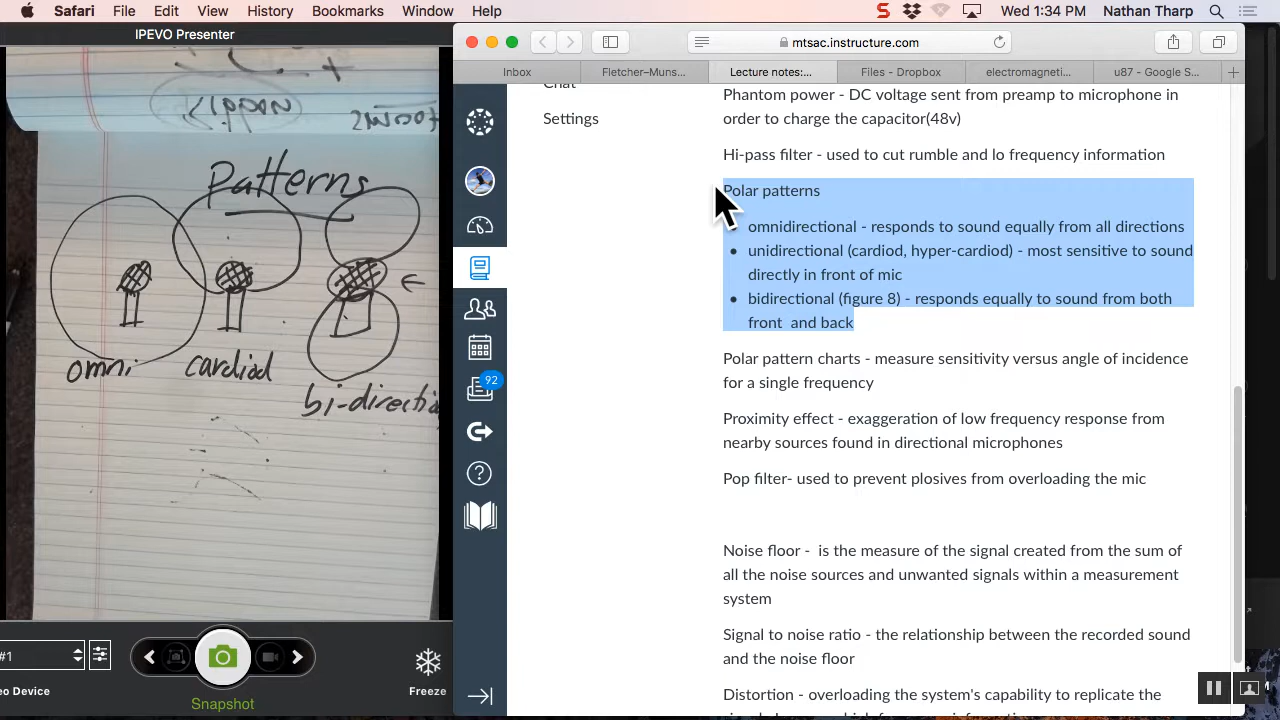 Safari File Edit View History Bookmarks Window Help
Wed 1:34 PM Nathan Tharp
IPEVO Presenter
mtsac.instructure.com
Inbox
Fletcher–Muns...
Lecture notes:...
Files - Dropbox
electromagneti...
u87 - Google S...
Patterns
omni
cardiod
bi-directio
#1
eo Device
Snapshot
Freeze
92
Chat
Settings
Phantom power - DC voltage sent from preamp to microphone in
order to charge the capacitor(48v)
Hi-pass filter - used to cut rumble and lo frequency information
Polar patterns
omnidirectional - responds to sound equally from all directions
unidirectional (cardiod, hyper-cardiod) - most sensitive to sound
directly in front of mic
bidirectional (figure 8) - responds equally to sound from both
front and back
Polar pattern charts - measure sensitivity versus angle of incidence
for a single frequency
Proximity effect - exaggeration of low frequency response from
nearby sources found in directional microphones
Pop filter- used to prevent plosives from overloading the mic
Noise floor - is the measure of the signal created from the sum of
all the noise sources and unwanted signals within a measurement
system
Signal to noise ratio - the relationship between the recorded sound
and the noise floor
Distortion - overloading the system's capability to replicate the